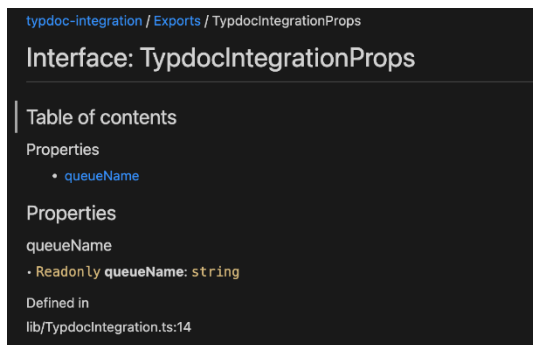 typdoc-integration / Exports / TypdocIntegrationProps
Interface: TypdocIntegrationProps
Table of contents
Properties
• queueName
Properties
queueName
• Readonly queueName: string
Defined in
lib/TypdocIntegration.ts:14